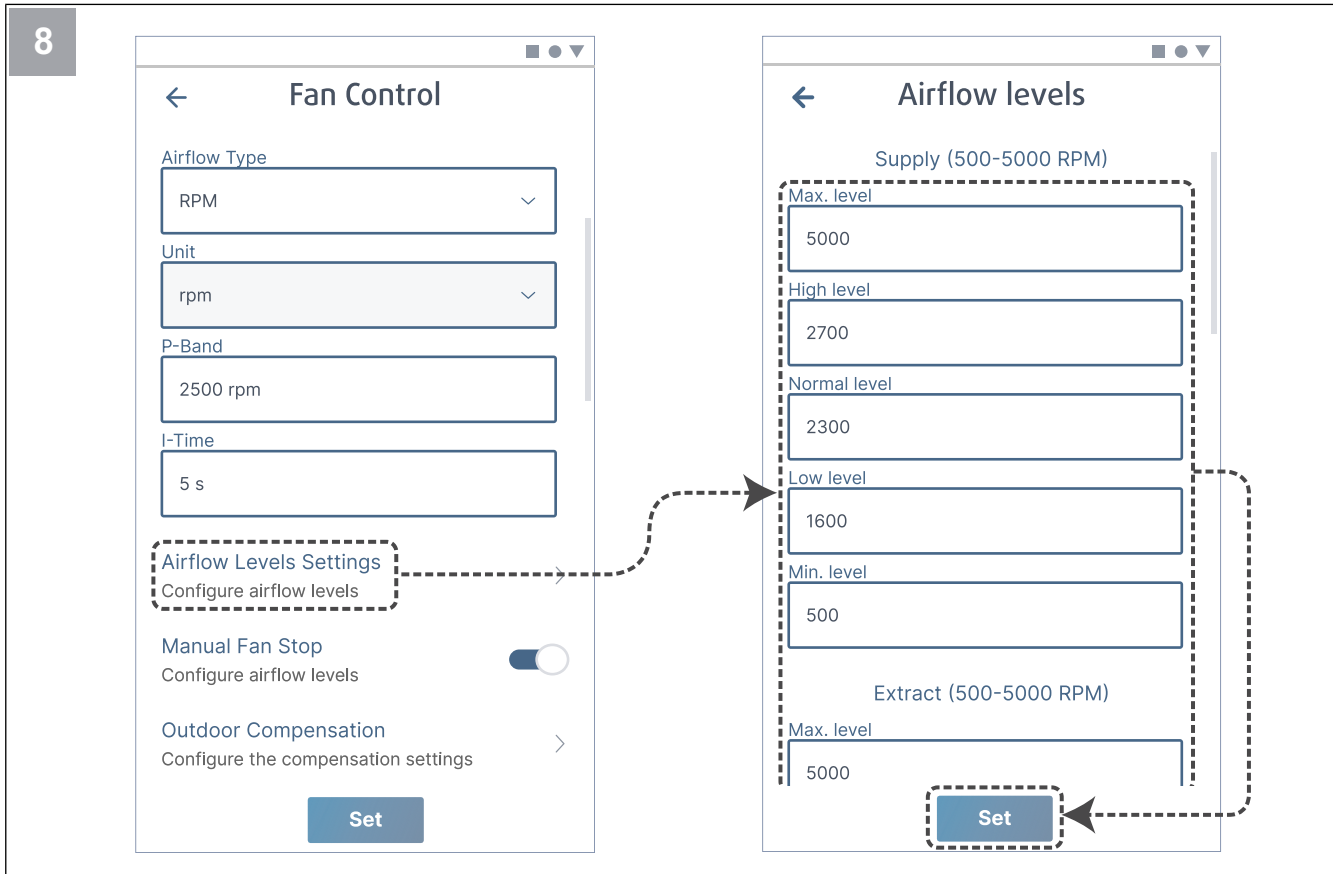 8
Fan Control
Airflow Type
RPM
Unit
rpm
P-Band
2500 rpm
I-Time
5 s
Airflow Levels Settings
Configure airflow levels
Manual Fan Stop
Configure airflow levels
Outdoor Compensation
Configure the compensation settings
Set
Airflow levels
Supply (500-5000 RPM)
Max. level
5000
High level
2700
Normal level
2300
Low level
1600
Min. level
500
Extract (500-5000 RPM)
Max. level
5000
Set